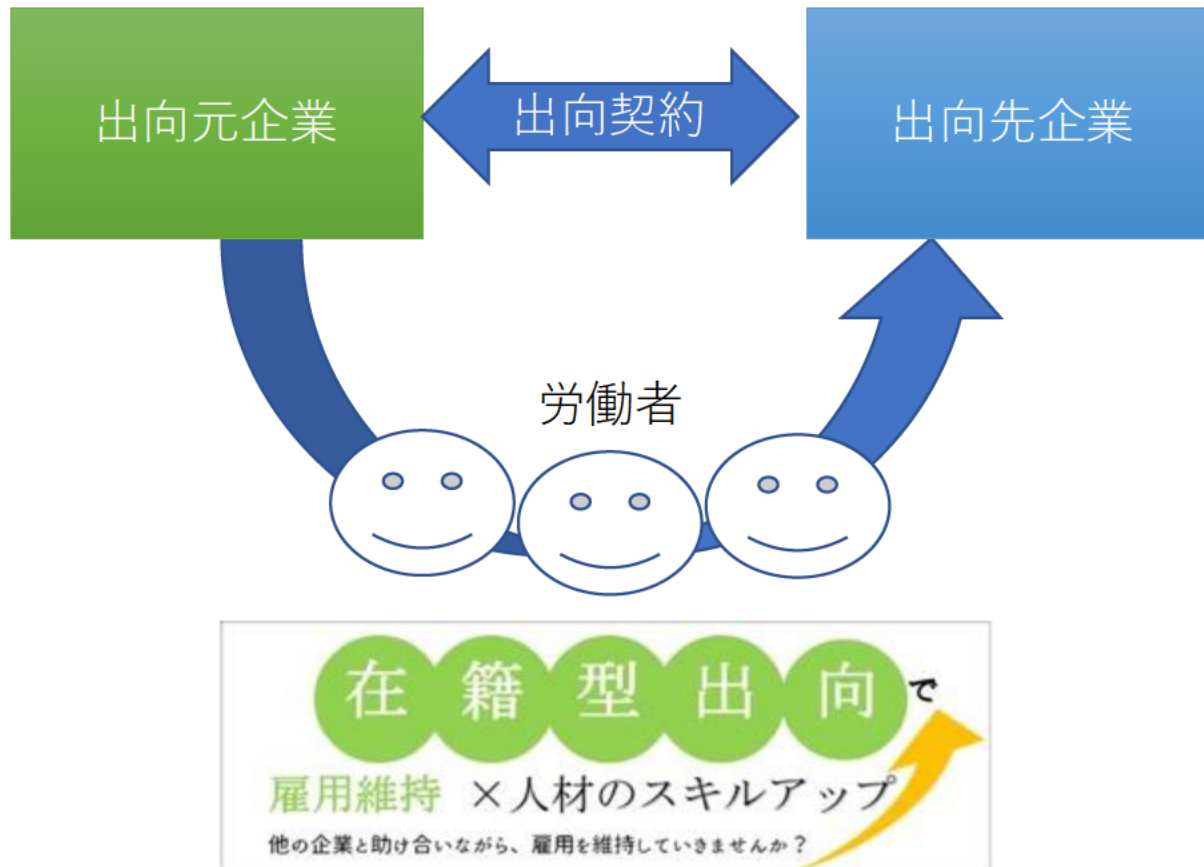 出向元企業
出向契約
出向先企業
労働者
在籍型出向で
雇用維持 ×人材のスキルアップ
他の企業と助け合いながら、雇用を維持していきませんか？